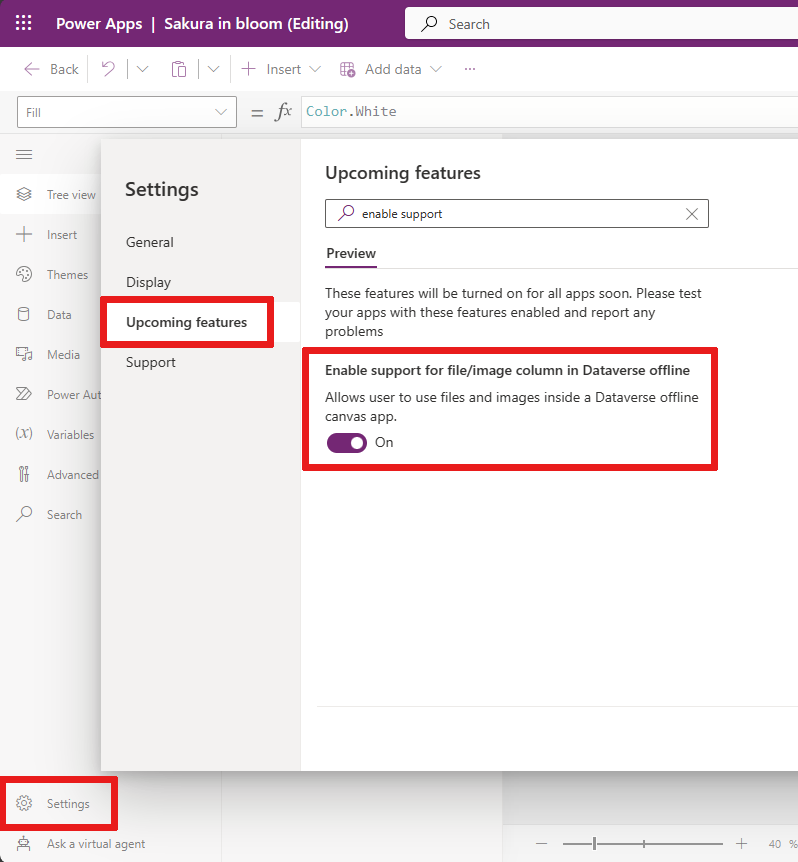 Power Apps | Sakura in bloom (Editing)
Search
Back
Insert
Add data
...
Fill
= fx
Color.White
Tree view
Insert
Themes
Data
Media
Power Aut
Variables
Advanced
Search
Settings
Ask a virtual agent
Settings
General
Display
Upcoming features
Support
Upcoming features
enable support
Preview
These features will be turned on for all apps soon. Please test
your apps with these features enabled and report any
problems
Enable support for file/image column in Dataverse offline
Allows user to use files and images inside a Dataverse offline
canvas app.
On
40 %